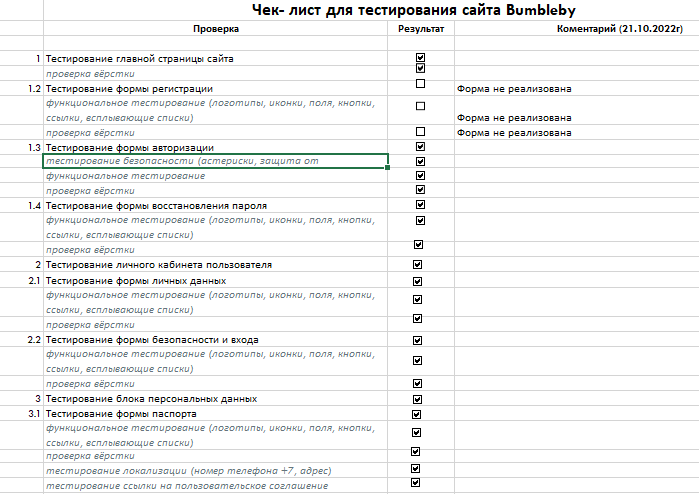 Чек- лист для тестирования сайта Bumbleby
Проверка Результат Коментарий (21.10.2022г)
1 Тестирование главной страницы сайта
проверка вёрстки
1.2 Тестирование формы регистрации Форма не реализована
функциональное тестирование (логотипы, иконки, поля, кнопки,
ссылки, всплывающие списки) Форма не реализована
проверка вёрстки Форма не реализована
1.3 Тестирование формы авторизации
тестирование безопасности (астериски, защита от
функциональное тестирование
проверка вёрстки
1.4 Тестирование формы восстановления пароля
функциональное тестирование (логотипы, иконки, поля, кнопки,
ссылки, всплывающие списки)
проверка вёрстки
2 Тестирование личного кабинета пользователя
2.1 Тестирование формы личных данных
функциональное тестирование (логотипы, иконки, поля, кнопки,
ссылки, всплывающие списки)
проверка вёрстки
2.2 Тестирование формы безопасности и входа
функциональное тестирование (логотипы, иконки, поля, кнопки,
ссылки, всплывающие списки)
проверка вёрстки
3 Тестирование блока персональных данных
3.1 Тестирование формы паспорта
функциональное тестирование (логотипы, иконки, поля, кнопки,
ссылки, всплывающие списки)
проверка вёрстки
тестирование локализации (номер телефона +7, адрес)
тестирование ссылки на пользовательское соглашение